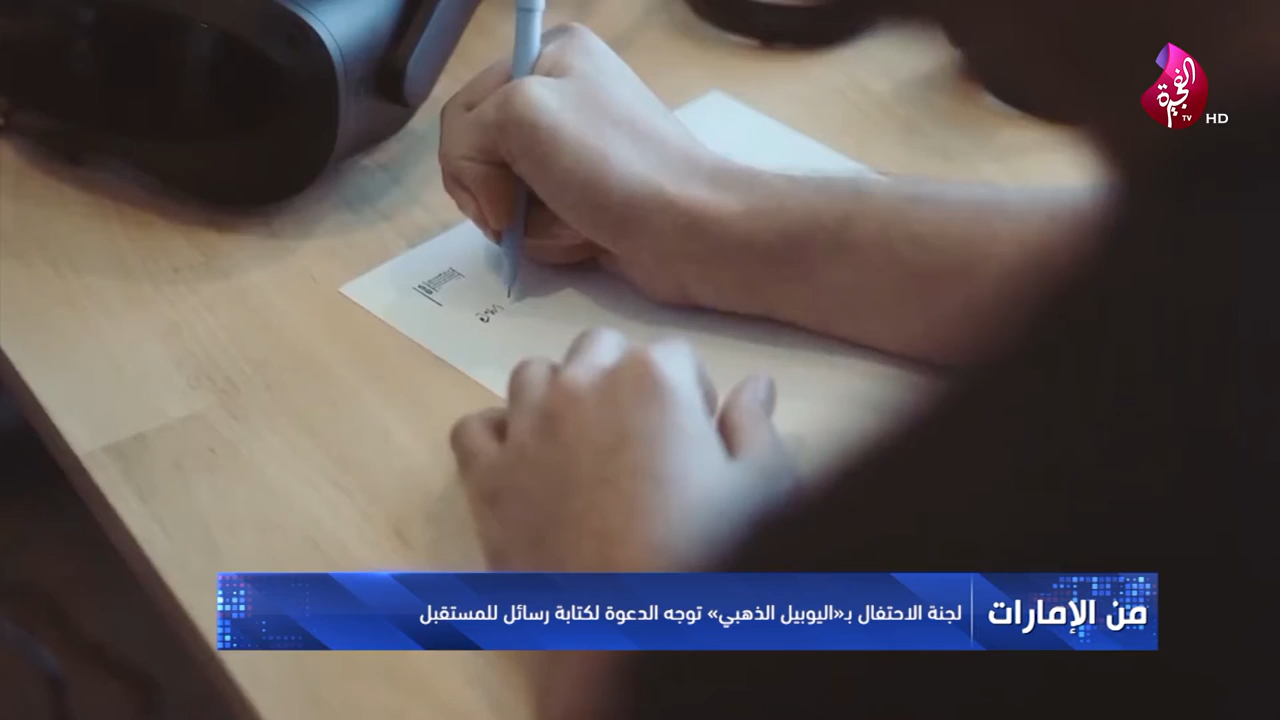 الفجيرة
TV HD
من الإمارات
لجنة الاحتفال بـ«اليوبيل الذهبي» توجه الدعوة لكتابة رسائل للمستقبل